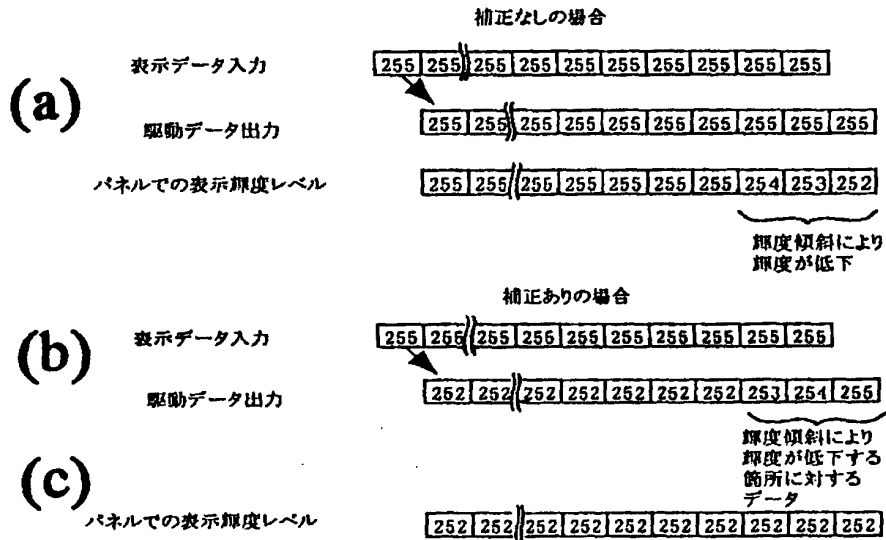 補正なしの場合
(a)
表示データ入力
255 255 255 255 255 255 255 255 255 255
駆動データ出力
255 255 255 255 255 255 255 255 255 255
パネルでの表示輝度レベル
255 255 255 255 255 255 255 254 253 252
輝度傾斜により
輝度が低下
補正ありの場合
(b)
表示データ入力
255 255 255 255 255 255 255 255 255 255
駆動データ出力
252 252 252 252 252 252 252 253 254 255
輝度傾斜により
輝度が低下する
箇所に対する
データ
(c)
パネルでの表示輝度レベル
252 252 252 252 252 252 252 252 252 252